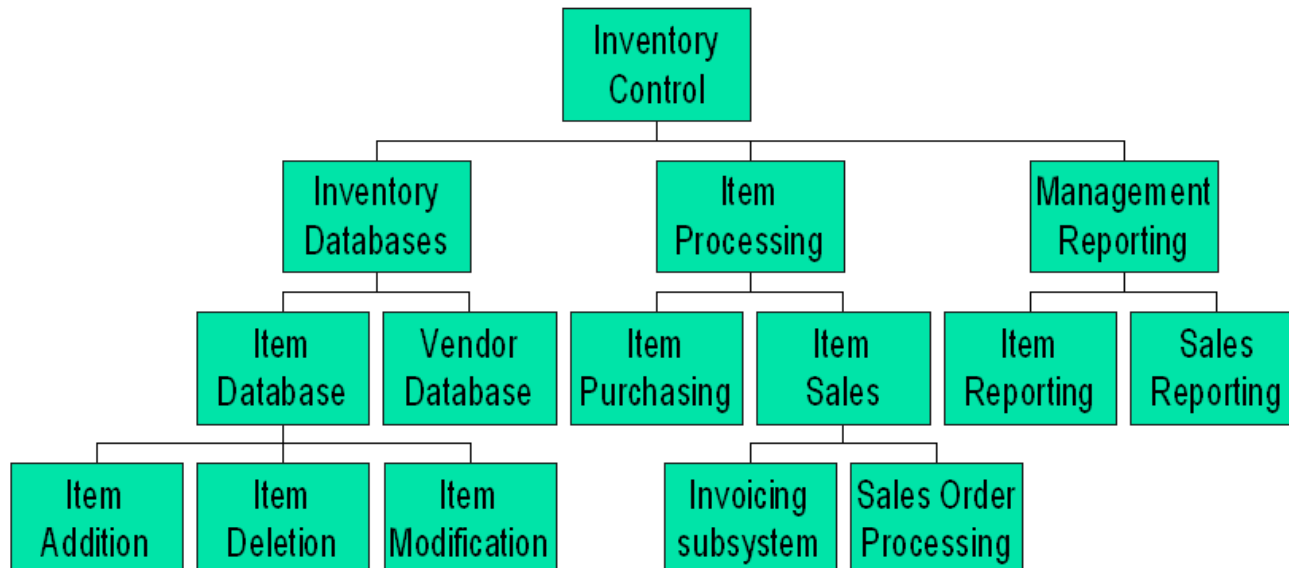 Inventory
Control
Inventory
Databases
Item
Processing
Management
Reporting
Item
Database
Vendor
Database
Item
Purchasing
Item
Sales
Item
Reporting
Sales
Reporting
Item
Addition
Item
Deletion
Item
Modification
Invoicing
subsystem
Sales Order
Processing